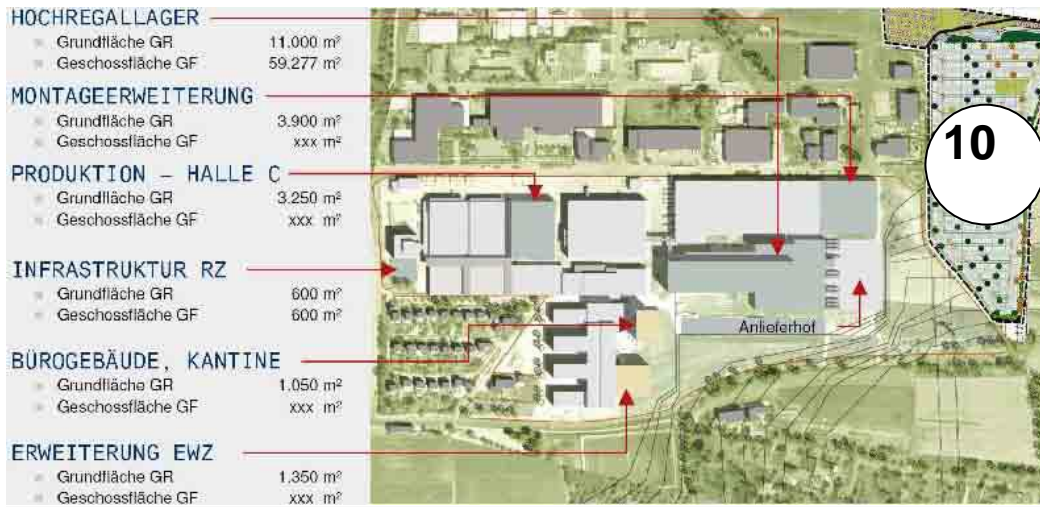 HOCHREGALLAGER
Grundfläche GR 11.000 m²
Geschossfläche GF 59.277 m²
MONTAGEERWEITERUNG
Grundfläche GR 3.900 m²
Geschossfläche GF xxx m²
PRODUKTION – HALLE C
Grundfläche GR 3.250 m²
Geschossfläche GF xxx m²
INFRASTRUKTUR RZ
Grundfläche GR 600 m²
Geschossfläche GF 600 m²
BÜROGEBÄUDE, KANTINE
Grundfläche GR 1.050 m²
Geschossfläche GF xxx m²
ERWEITERUNG EWZ
Grundfläche GR 1.350 m²
Geschossfläche GF xxx m²
10
Anlieferhof